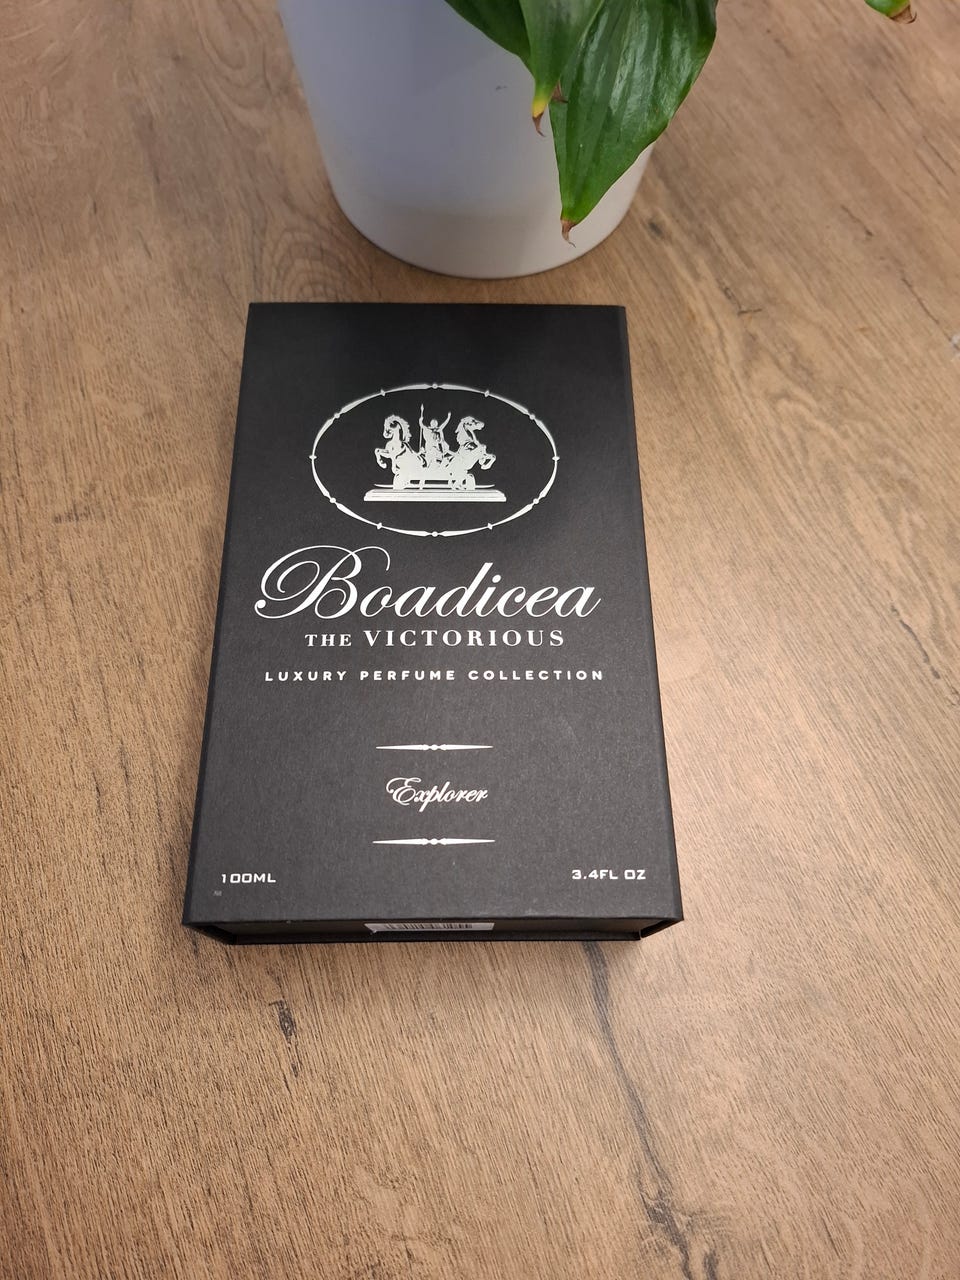 Boadicea
THE VICTORIOUS
LUXURY PERFUME COLLECTION
Explorer
100ML
3.4FL OZ